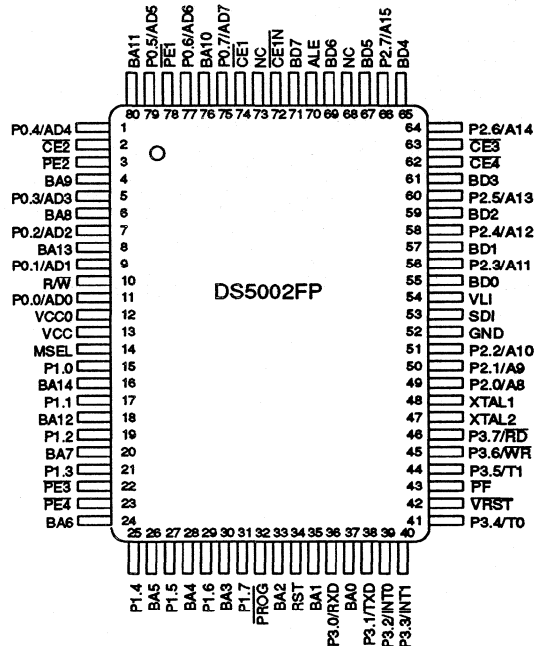 BA11
P0.5/AD5
PE1
P0.6/AD6
BA10
P0.7/AD7
CE1
NC
CE1N
BD7
ALE
BD6
NC
BD5
P2.7/A15
BD4
80 79 78 77 76 75 74 73 72 71 70 69 68 67 66 65
P0.4/AD4 1
CE2 2
PE2 3
BA9 4
P0.3/AD3 5
BA8 6
P0.2/AD2 7
BA13 8
P0.1/AD1 9
R/W 10
P0.0/AD0 11
VCC0 12
VCC 13
MSEL 14
P1.0 15
BA14 16
P1.1 17
BA12 18
P1.2 19
BA7 20
P1.3 21
PE3 22
PE4 23
BA6 24
DS5002FP
64 P2.6/A14
63 CE3
62 CE4
61 BD3
60 P2.5/A13
59 BD2
58 P2.4/A12
57 BD1
56 P2.3/A11
55 BD0
54 VLI
53 SDI
52 GND
51 P2.2/A10
50 P2.1/A9
49 P2.0/A8
48 XTAL1
47 XTAL2
46 P3.7/RD
45 P3.6/WR
44 P3.5/T1
43 PF
42 VRST
41 P3.4/T0
25 26 27 28 29 30 31 32 33 34 35 36 37 38 39 40
P1.4
BA5
P1.5
BA4
P1.6
BA3
P1.7
PROG
BA2
RST
BA1
P3.0/RXD
BA0
P3.1/TXD
P3.2/INT0
P3.3/INT1